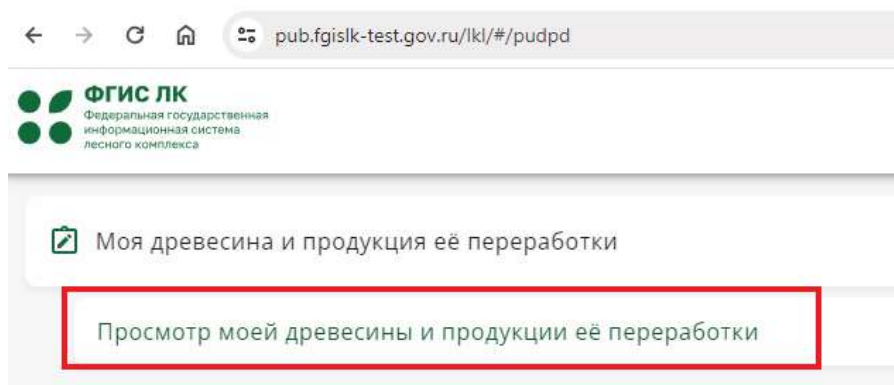 pub.fgislk-test.gov.ru/lkl/#/pudpd
ФГИС ЛК
Федеральная государственная
информационная система
лесного комплекса
Моя древесина и продукция её переработки
Просмотр моей древесины и продукции её переработки